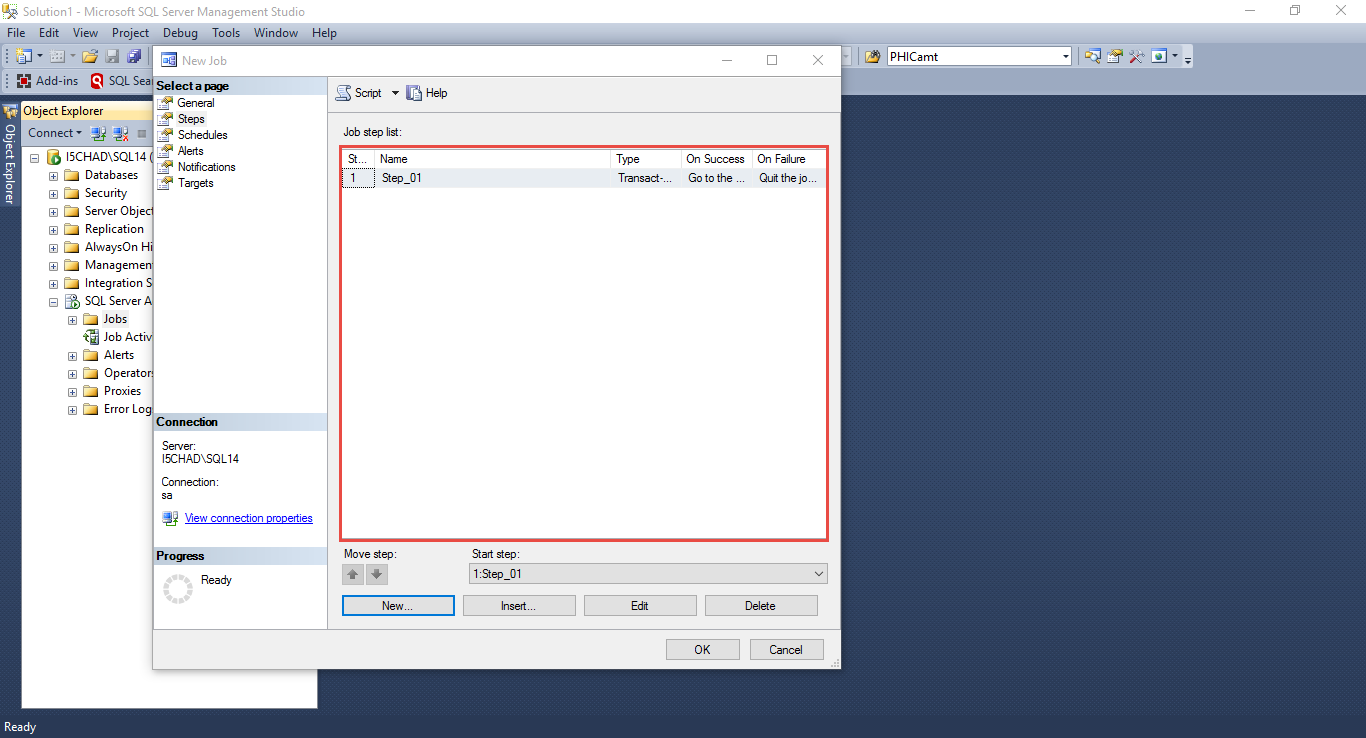 Solution1 - Microsoft SQL Server Management Studio
File Edit View Project Debug Tools Window Help
PHICamt
Add-ins SQL Sea
Object Explorer
Object Explorer
Connect
I5CHAD\SQL14 (
Databases
Security
Server Object
Replication
AlwaysOn Hi
Managemen
Integration S
SQL Server A
Jobs
Job Activ
Alerts
Operators
Proxies
Error Log
New Job
Select a page
General
Steps
Schedules
Alerts
Notifications
Targets
Connection
Server:
I5CHAD\SQL14
Connection:
sa
View connection properties
Progress
Ready
Script Help
Job step list:
St... Name Type On Success On Failure
1 Step_01 Transact-... Go to the ... Quit the jo...
Move step: Start step:
1:Step_01
New... Insert... Edit Delete
OK Cancel
Ready